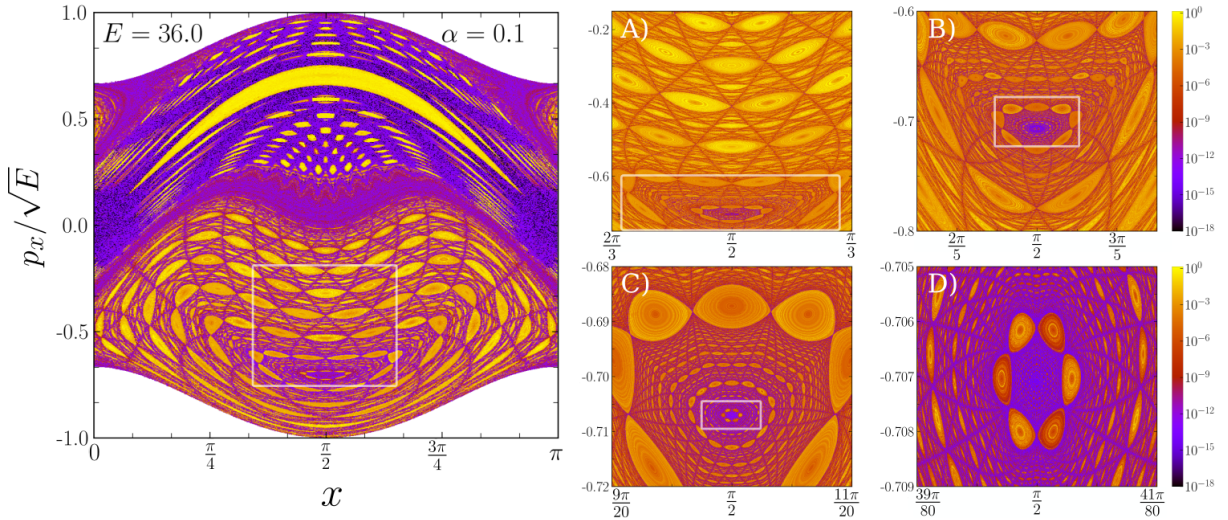 E = 36.0
α = 0.1
1.0
0.5
0.0
-0.5
-1.0
p_x/√E
0
π/4
π/2
3π/4
π
x
A)
-0.2
-0.4
-0.6
2π/3
π/2
π/3
B)
-0.6
-0.7
-0.8
2π/5
π/2
3π/5
10^0
10^-3
10^-6
10^-9
10^-12
10^-15
10^-18
C)
-0.68
-0.69
-0.70
-0.71
-0.72
9π/20
π/2
11π/20
D)
-0.705
-0.706
-0.707
-0.708
-0.709
39π/80
π/2
41π/80
10^0
10^-3
10^-6
10^-9
10^-12
10^-15
10^-18